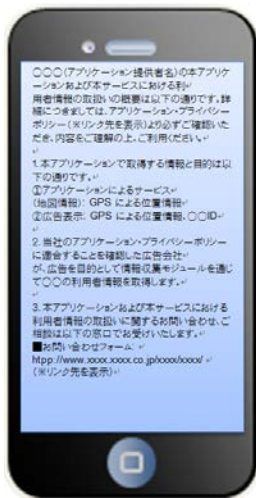 ○○○(アプリケーション提供者名)の本アプリケ
ーションおよび本サービスにおける利
用者情報の取扱いの概要は以下の通りです。詳
細につきましては、アプリケーション・プライバシー
ポリシー(※リンク先を表示)より必ずご確認いた
だき、内容をご理解の上、ご利用ください。↵
↵
1.本アプリケーションで取得する情報と目的は以
下の通りです。↵
①アプリケーションによるサービス↵
(地図情報): GPS による位置情報↵
②広告表示: GPS による位置情報、○○ID↵
↵
2.当社のアプリケーション・プライバシーポリシー
に適合することを確認した広告会社↵
が、広告を目的として情報収集モジュールを通じ
て○○の利用者情報を取得します。↵
↵
3.本アプリケーションおよび本サービスにおける
利用者情報の取扱いに関するお問い合わせ、ご
相談は以下の窓口でお受けいたします。↵
■お問い合わせフォーム: ↵
htpp://www.xxxx.xxxx.co.jp/xxxx/xxxx/ ↵
(※リンク先を表示)↵